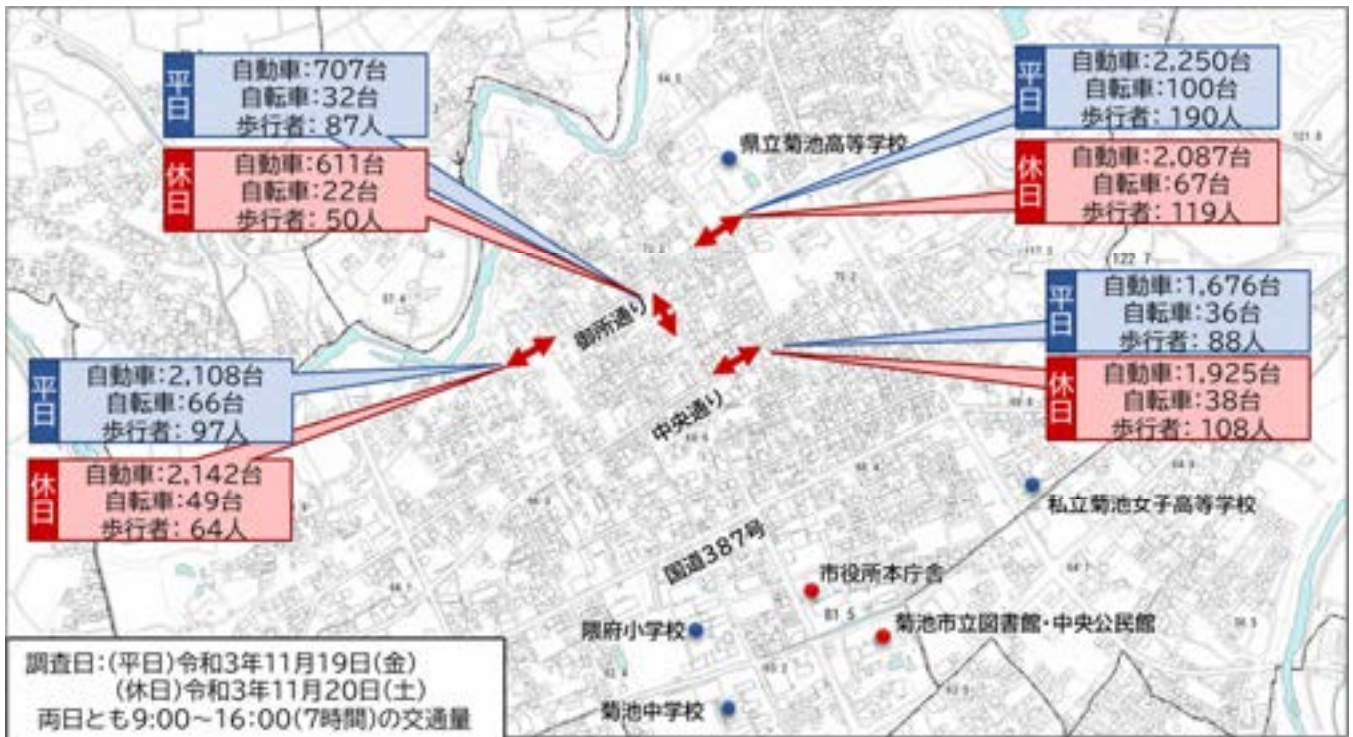 平日
自動車:707台
自転車:32台
歩行者: 87人
休日
自動車:611台
自転車:22台
歩行者: 50人
平日
自動車:2,250台
自転車:100台
歩行者: 190人
休日
自動車:2,087台
自転車:67台
歩行者: 119人
県立菊池高等学校
平日
自動車:1,676台
自転車:36台
歩行者: 88人
休日
自動車:1,925台
自転車:38台
歩行者: 108人
平日
自動車:2,108台
自転車:66台
歩行者: 97人
休日
自動車:2,142台
自転車:49台
歩行者: 64人
御所通り
中央通り
国道387号
私立菊池女子高等学校
市役所本庁舎
隈府小学校
菊池市立図書館・中央公民館
菊池中学校
122.7
81.5
調査日:(平日)令和3年11月19日(金)
(休日)令和3年11月20日(土)
両日とも9:00～16:00(7時間)の交通量